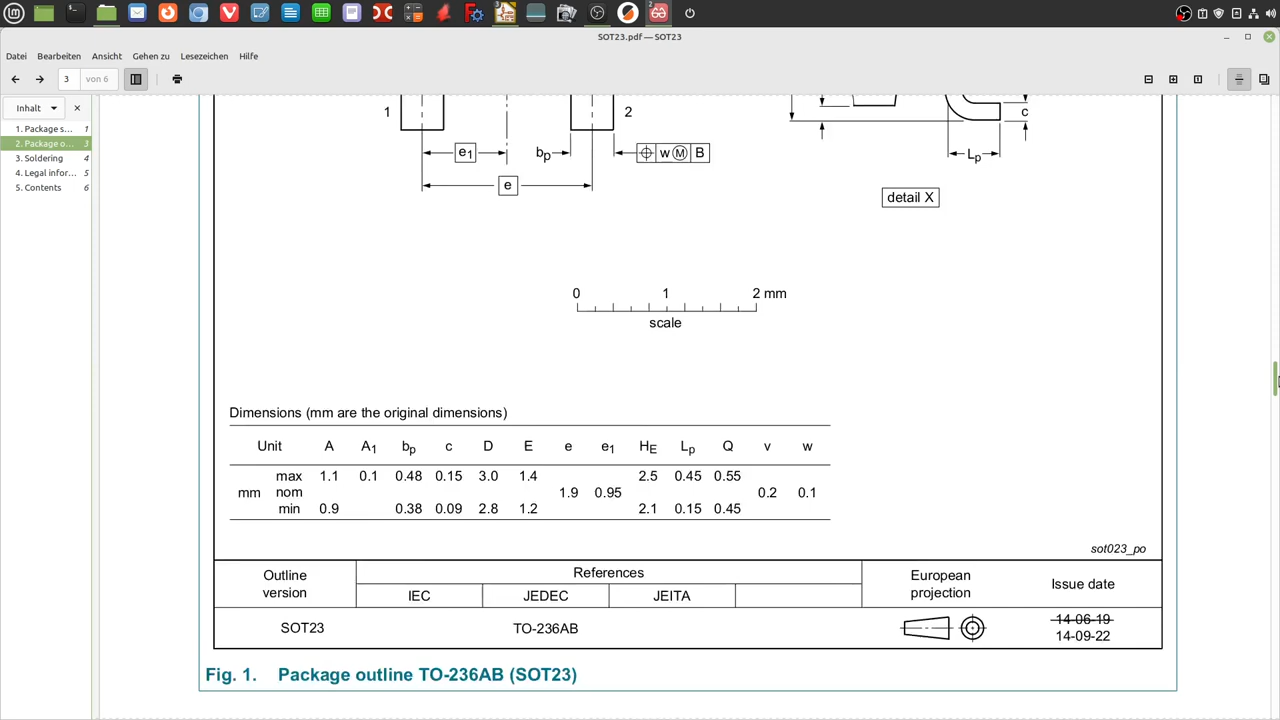 SOT23.pdf — SOT23
Datei Bearbeiten Ansicht Gehen zu Lesezeichen Hilfe
3 von 6
Inhalt
1. Package s... 1
2. Package o... 3
3. Soldering 4
4. Legal infor... 5
5. Contents 6
1 2 c
e1 bp w M B Lp
e
detail X
0 1 2 mm
scale
Dimensions (mm are the original dimensions)
Unit A A1 bp c D E e e1 HE Lp Q v w
max 1.1 0.1 0.48 0.15 3.0 1.4 2.5 0.45 0.55
mm nom 1.9 0.95 0.2 0.1
min 0.9 0.38 0.09 2.8 1.2 2.1 0.15 0.45
sot023_po
Outline version References European projection Issue date
IEC JEDEC JEITA
SOT23 TO-236AB 14-06-19
14-09-22
Fig. 1. Package outline TO-236AB (SOT23)